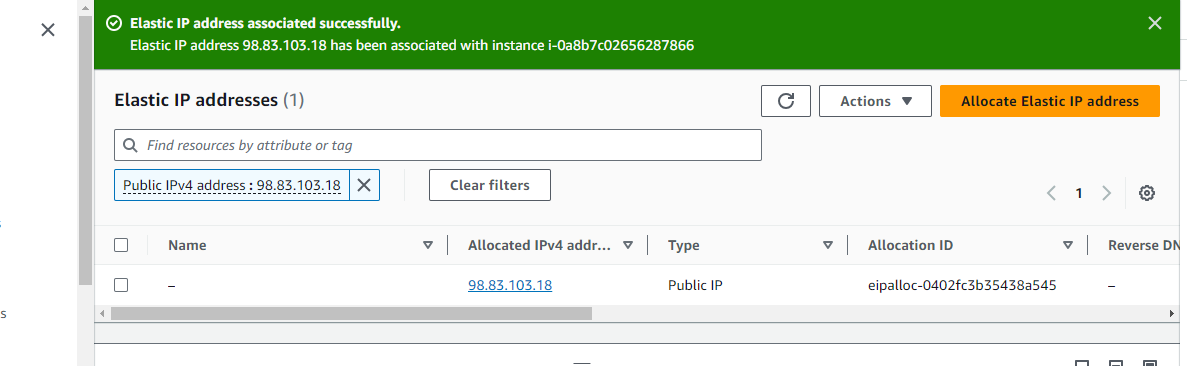 Elastic IP address associated successfully.
Elastic IP address 98.83.103.18 has been associated with instance i-0a8b7c02656287866
Elastic IP addresses (1)
Actions
Allocate Elastic IP address
Find resources by attribute or tag
Public IPv4 address : 98.83.103.18
Clear filters
1
Name
Allocated IPv4 addr...
Type
Allocation ID
Reverse DN
–
98.83.103.18
Public IP
eipalloc-0402fc3b35438a545
–
s